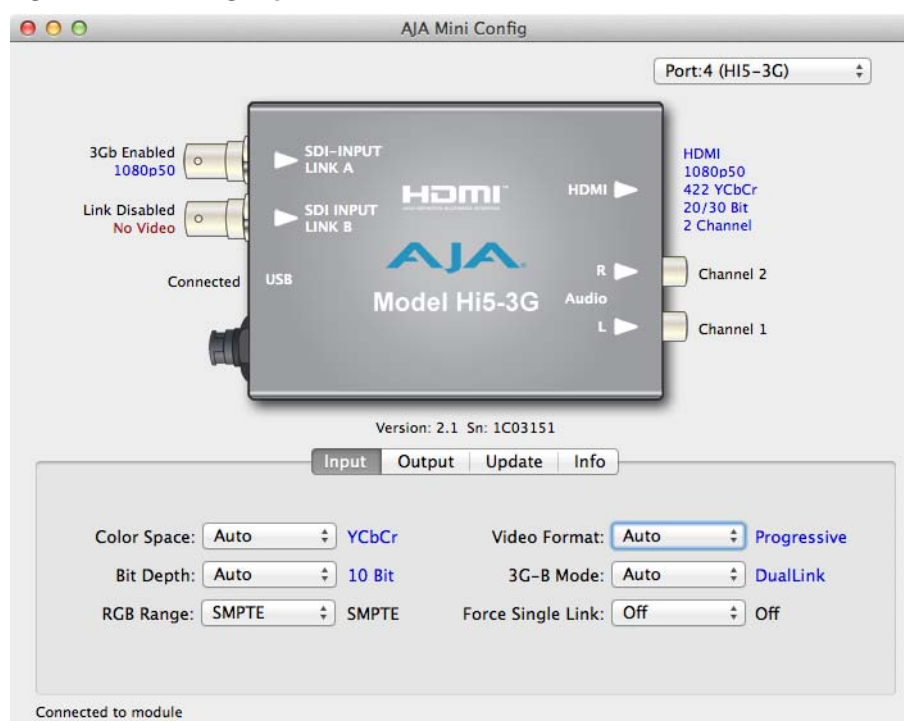 AJA Mini Config
Port:4 (HI5-3G)
3Gb Enabled
1080p50
Link Disabled
No Video
Connected
SDI-INPUT
LINK A
SDI INPUT
LINK B
USB
HDMI
AJA
Model Hi5-3G
HDMI
R
Audio
L
HDMI
1080p50
422 YCbCr
20/30 Bit
2 Channel
Channel 2
Channel 1
Version: 2.1 Sn: 1C03151
Input Output Update Info
Color Space: Auto YCbCr Video Format: Auto Progressive
Bit Depth: Auto 10 Bit 3G-B Mode: Auto DualLink
RGB Range: SMPTE SMPTE Force Single Link: Off Off
Connected to module